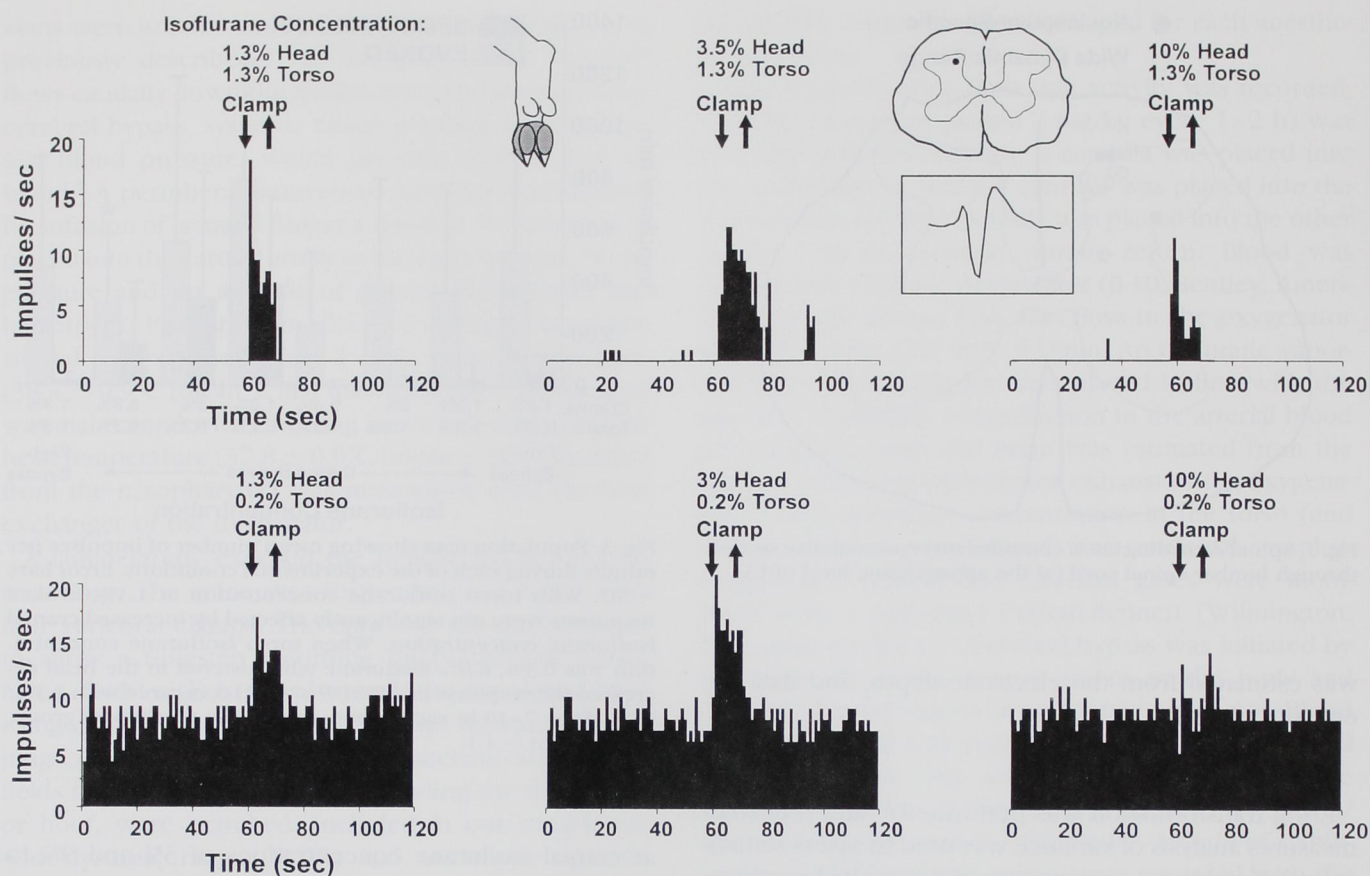 Isoflurane Concentration:
1.3% Head
1.3% Torso
Clamp
3.5% Head
1.3% Torso
Clamp
10% Head
1.3% Torso
Clamp
Impulses/ sec
20
15
10
5
0
0 20 40 60 80 100 120
0 20 40 60 80 100 120
0 20 40 60 80 100 120
Time (sec)
1.3% Head
0.2% Torso
Clamp
3% Head
0.2% Torso
Clamp
10% Head
0.2% Torso
Clamp
Impulses/ sec
20
15
10
5
0
0 20 40 60 80 100 120
0 20 40 60 80 100 120
0 20 40 60 80 100 120
Time (sec)